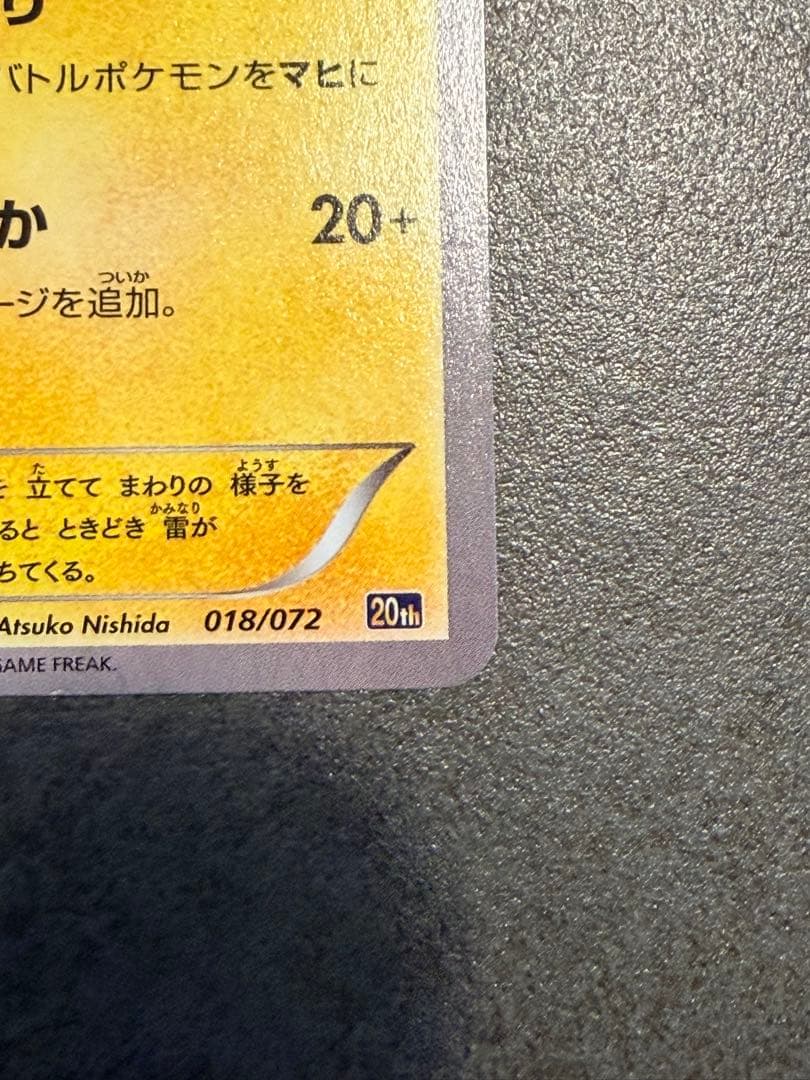 り
バトルポケモンをマヒに
か 20+
ついか
ージを追加。
た ようす
を 立てて まわりの 様子を
かみなり
ると ときどき 雷が
ちてくる。
Atsuko Nishida 018/072 20th
GAME FREAK.